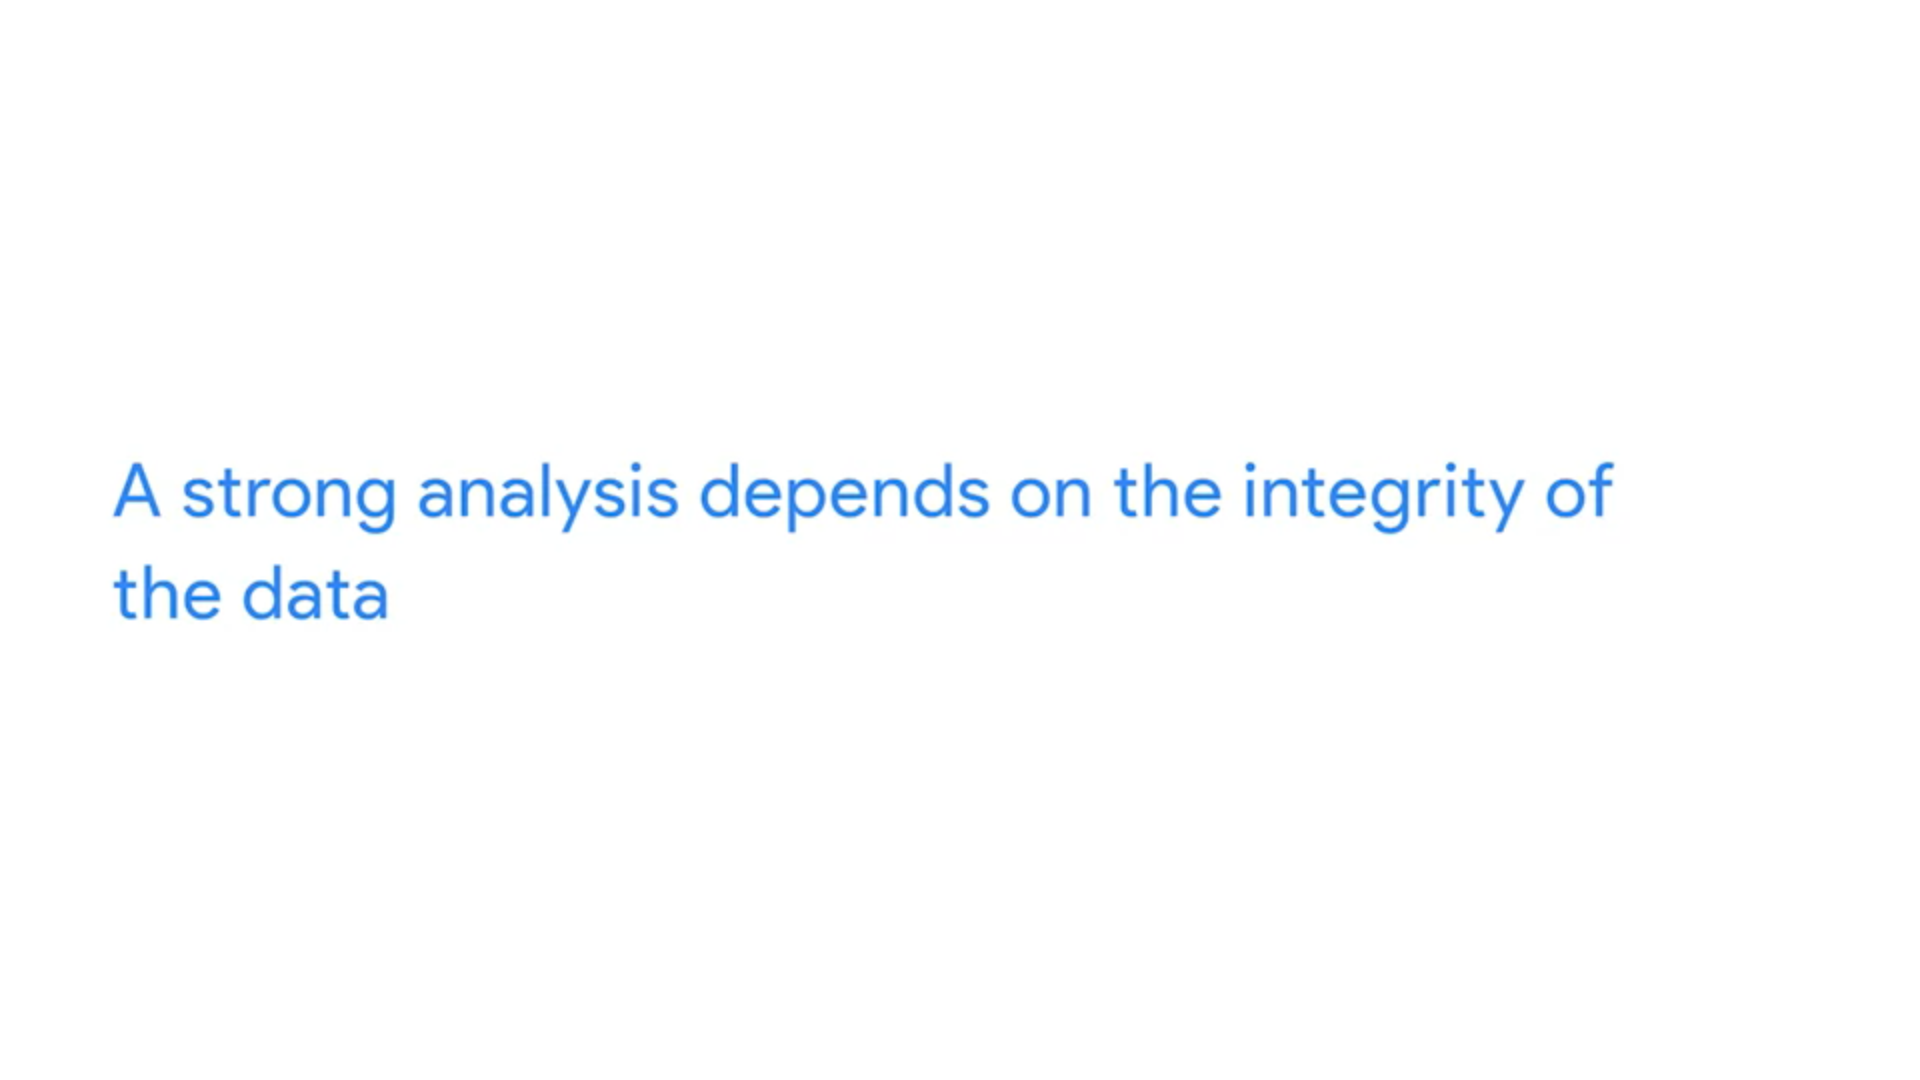 A strong analysis depends on the integrity of
the data